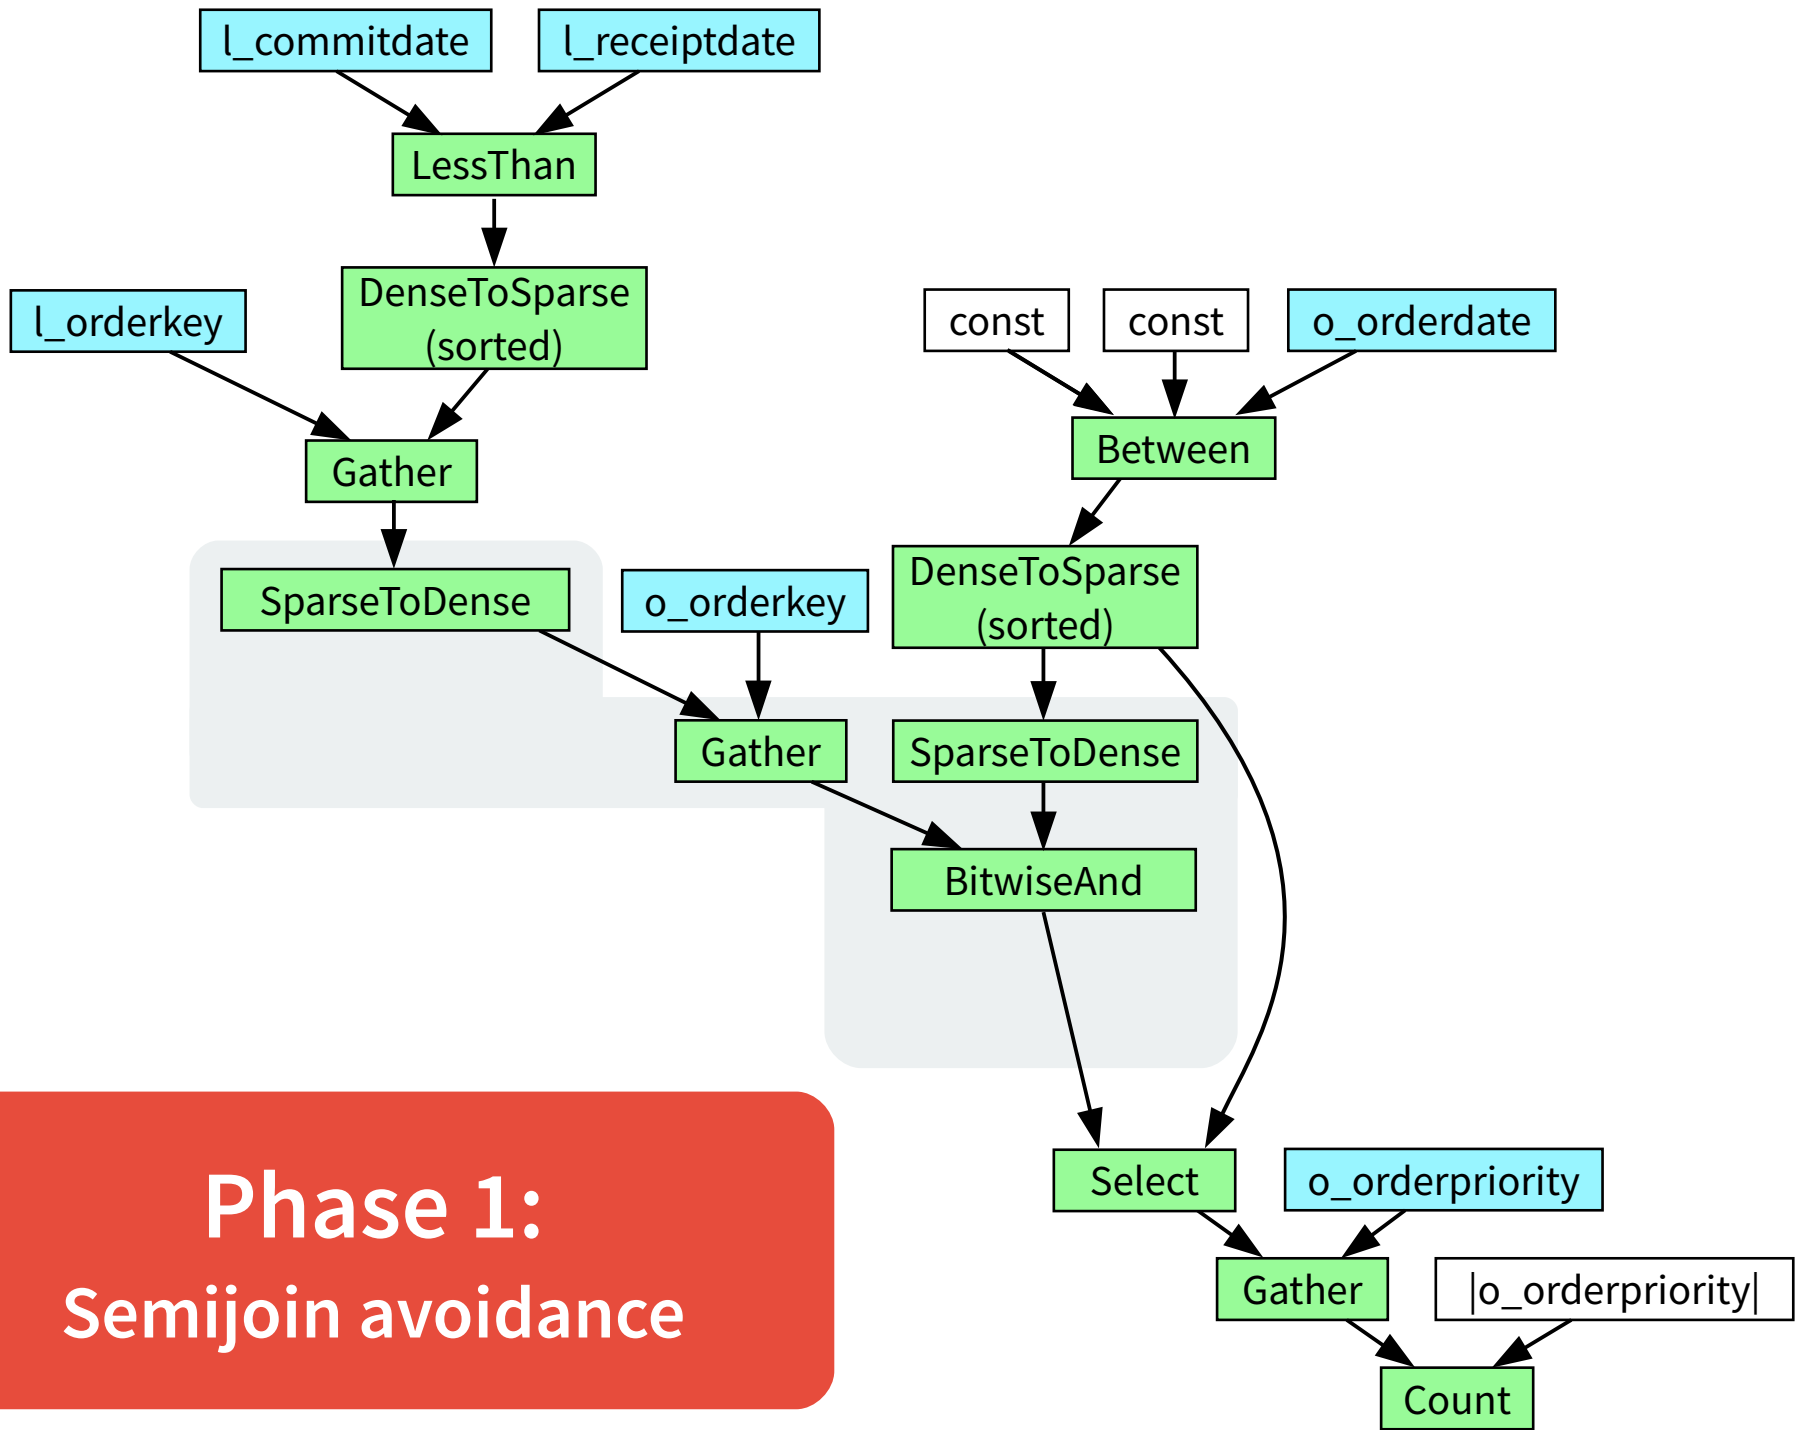 l_commitdate
l_receiptdate
LessThan
DenseToSparse
(sorted)
l_orderkey
const
const
o_orderdate
Gather
Between
SparseToDense
o_orderkey
DenseToSparse
(sorted)
Gather
SparseToDense
BitwiseAnd
Select
o_orderpriority
Gather
|o_orderpriority|
Count
Phase 1:
Semijoin avoidance